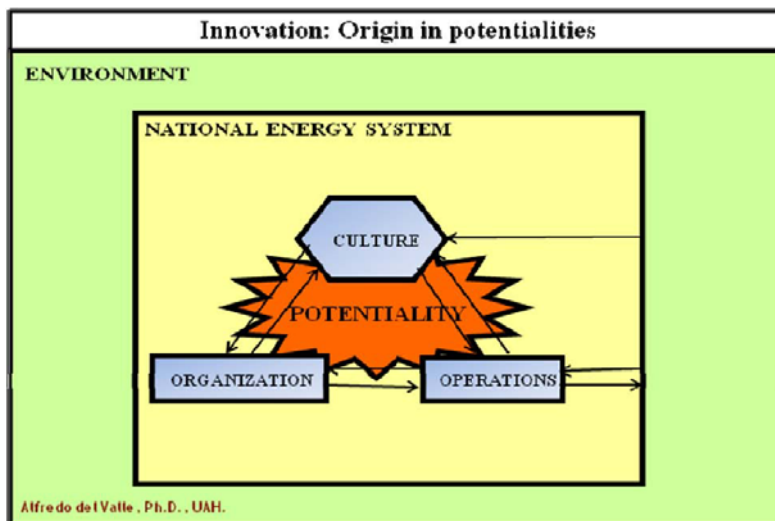 Innovation: Origin in potentialities
ENVIRONMENT
NATIONAL ENERGY SYSTEM
CULTURE
POTENTIALITY
ORGANIZATION
OPERATIONS
Alfredo del Valle, Ph.D., UAH.